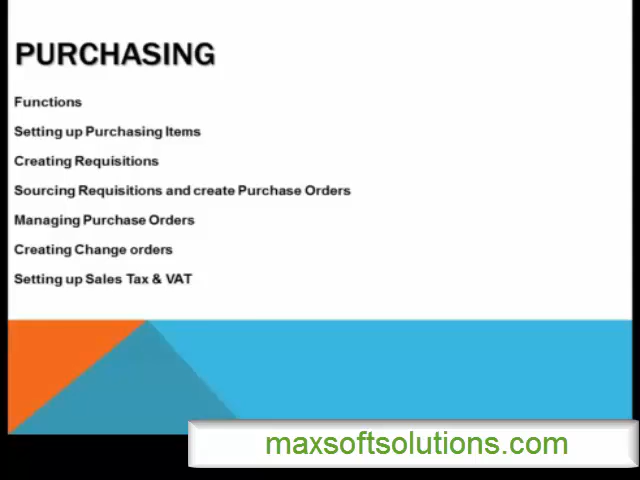 PURCHASING
Functions
Setting up Purchasing Items
Creating Requisitions
Sourcing Requisitions and create Purchase Orders
Managing Purchase Orders
Creating Change orders
Setting up Sales Tax & VAT
maxsoftsolutions.com